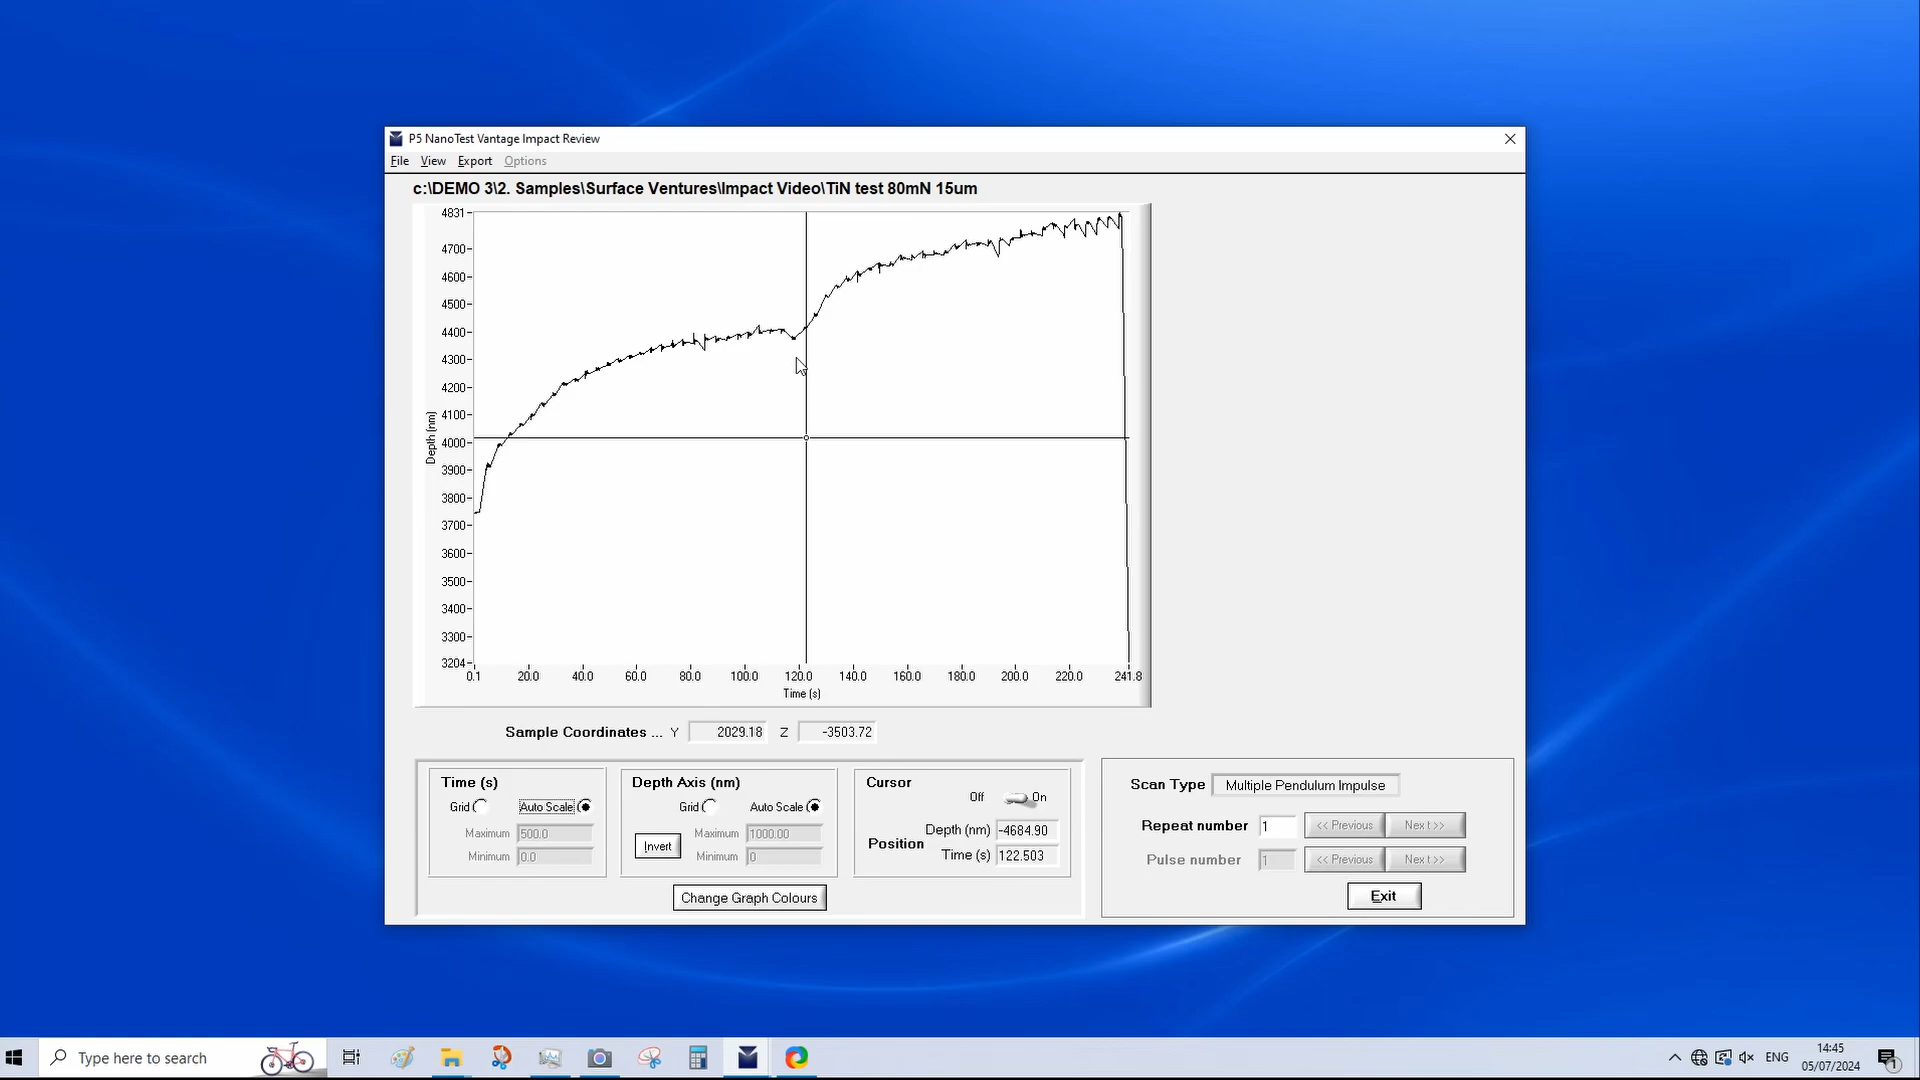 P5 NanoTest Vantage Impact Review
File View Export Options
c:\DEMO 3\2. Samples\Surface Ventures\Impact Video\TiN test 80mN 15um
4831
4700
4600
4500
4400
4300
4200
4100
4000
3900
3800
3700
3600
3500
3400
3300
3204
Depth (nm)
0.1 20.0 40.0 60.0 80.0 100.0 120.0 140.0 160.0 180.0 200.0 220.0 241.8
Time (s)
Sample Coordinates ... Y 2029.18 Z -3503.72
Time (s)
Grid Auto Scale
Maximum 500.0
Minimum 0.0
Depth Axis (nm)
Grid Auto Scale
Invert
Maximum 1000.00
Minimum 0
Cursor
Off On
Position
Depth (nm) -4684.90
Time (s) 122.503
Change Graph Colours
Scan Type Multiple Pendulum Impulse
Repeat number 1 << Previous Next >>
Pulse number 1 << Previous Next >>
Exit
Type here to search
ENG
14:45
05/07/2024
1